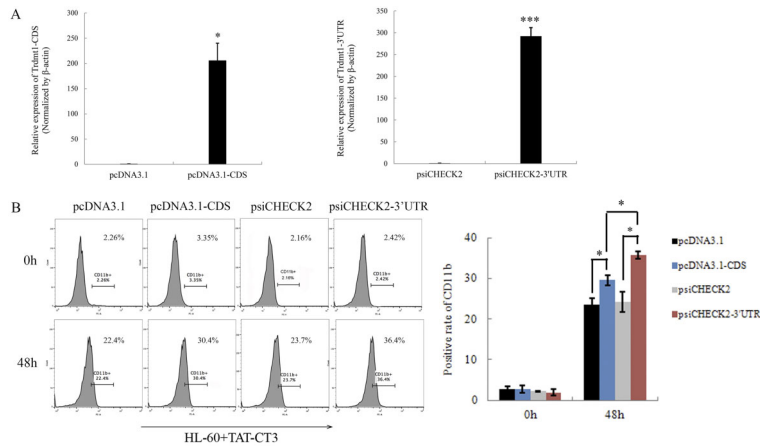 A
Relative expression of Trdmt1-CDS
(Normalized by β-actin)
300
250
200
150
100
50
0
*
pcDNA3.1
pcDNA3.1-CDS
Relative expression of Trdmt1-3'UTR
(Normalized by β-actin)
350
300
250
200
150
100
50
0
***
psiCHECK2
psiCHECK2-3'UTR
B
pcDNA3.1
pcDNA3.1-CDS
psiCHECK2
psiCHECK2-3'UTR
0h
2.26%
CD11b+
2.26%
3.35%
CD11b+
3.35%
2.16%
CD11b+
2.16%
2.42%
CD11b+
2.42%
48h
22.4%
CD11b+
22.4%
30.4%
CD11b+
30.4%
23.7%
CD11b+
23.7%
36.4%
CD11b+
36.4%
HL-60+TAT-CT3
Positive rate of CD11b
40
30
20
10
0
0h
48h
*
*
*
pcDNA3.1
pcDNA3.1-CDS
psiCHECK2
psiCHECK2-3'UTR